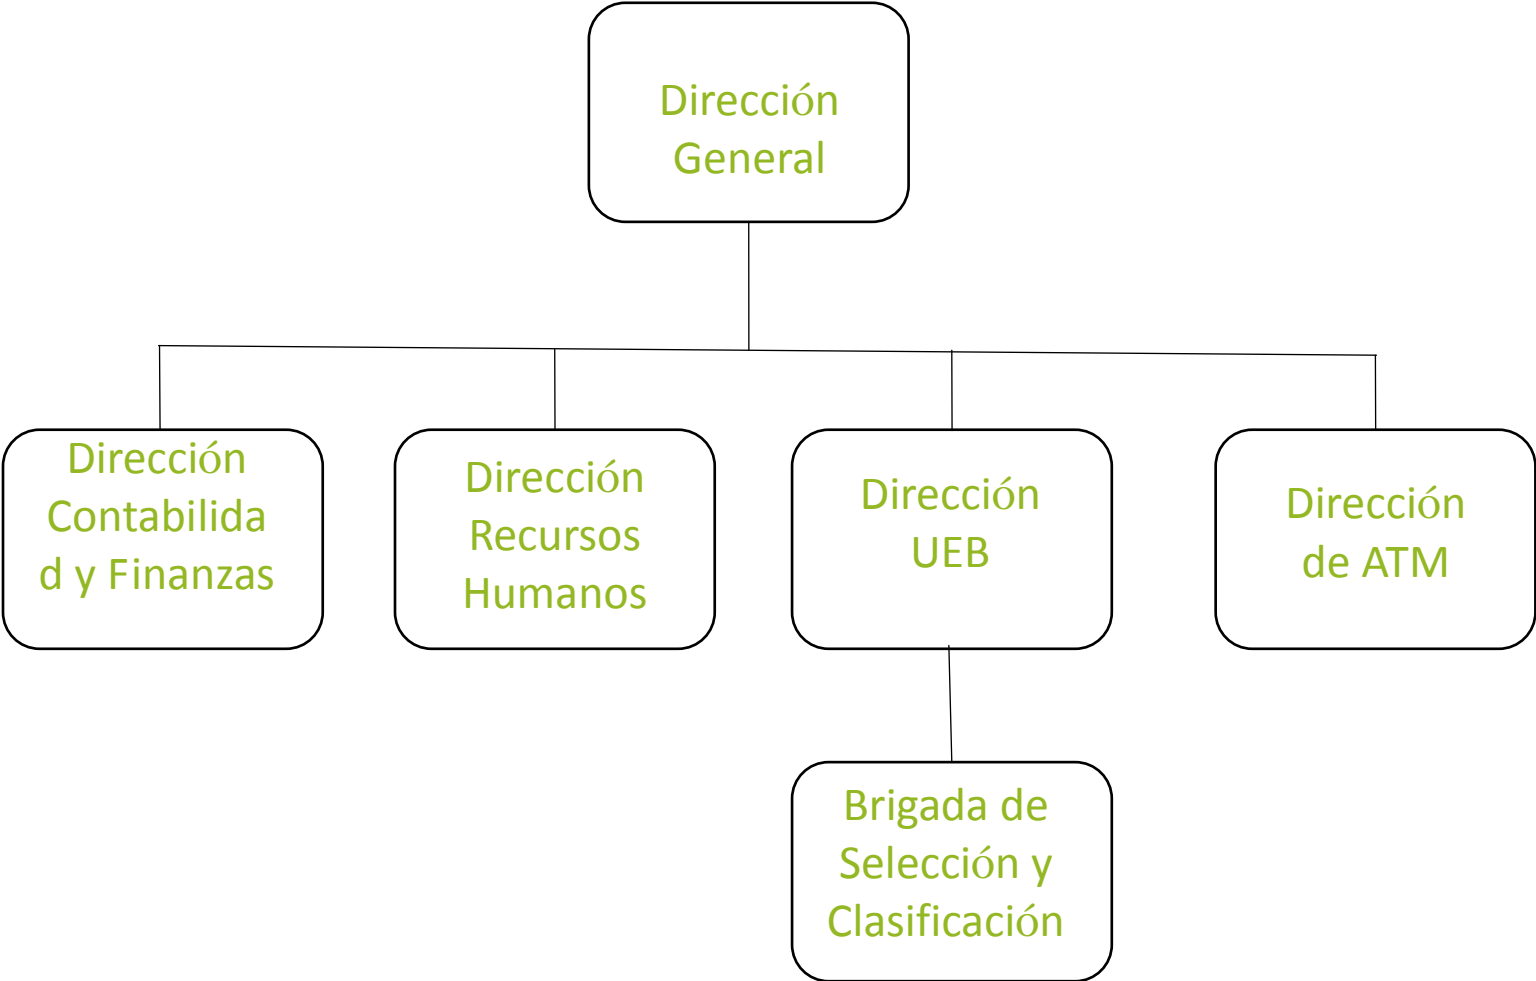 Dirección
General
Dirección
Contabilida
d y Finanzas
Dirección
Recursos
Humanos
Dirección
UEB
Dirección
de ATM
Brigada de
Selección y
Clasificación